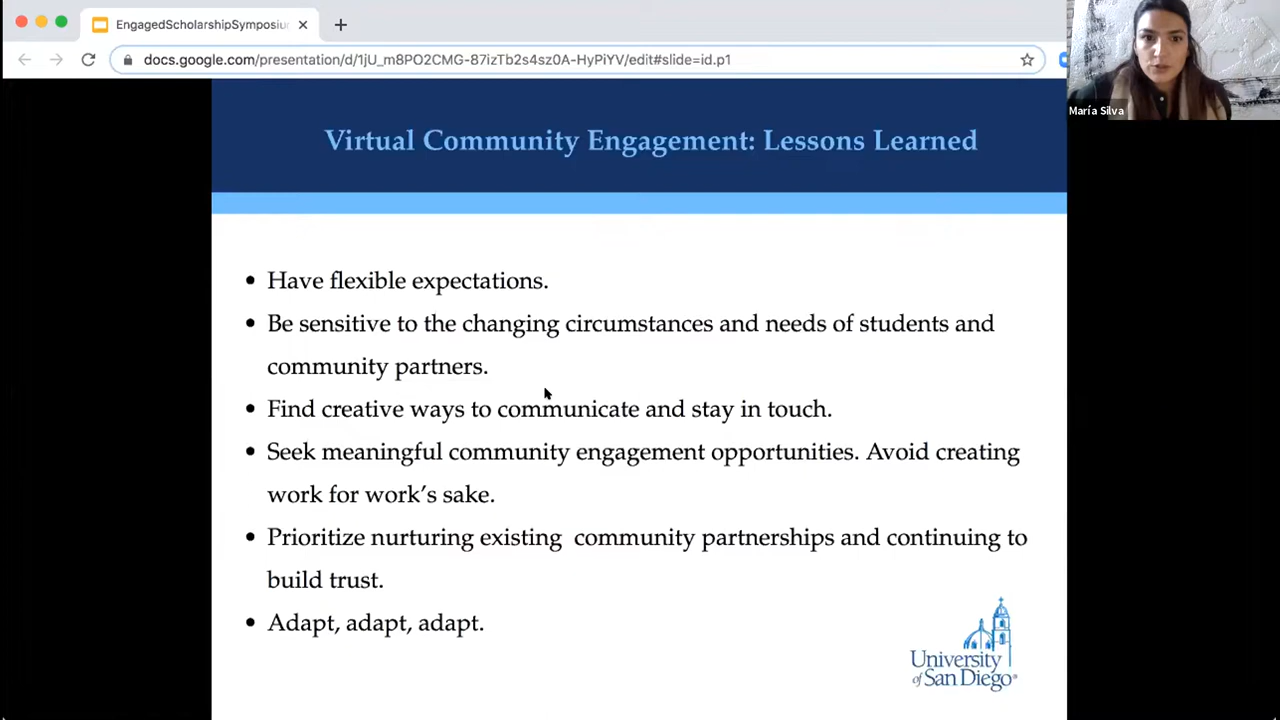 EngagedScholarshipSymposiu
docs.google.com/presentation/d/1jU_m8PO2CMG-87izTb2s4sz0A-HyPiYV/edit#slide=id.p1
María Silva
Virtual Community Engagement: Lessons Learned
• Have flexible expectations.
• Be sensitive to the changing circumstances and needs of students and
community partners.
• Find creative ways to communicate and stay in touch.
• Seek meaningful community engagement opportunities. Avoid creating
work for work's sake.
• Prioritize nurturing existing  community partnerships and continuing to
build trust.
• Adapt, adapt, adapt.
University
of San Diego®